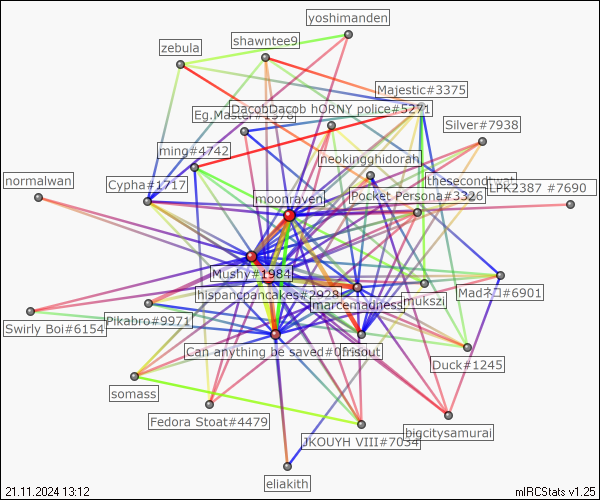 yoshimanden
shawntee9
zebula
Majestic#3375
DacobDacob hORNY police#5271
Eg.Master#1976
Silver#7938
ming#4742
neokingghidorah
normalwan
Cypha#1717
thesecondtwat
LPK2387 #7690
moonraven
Pocket Persona#3326
Mushy#1984
hispancpancakes#2923
marcemadness
mukszi
Madネコ#6901
Swirly Boi#6154
Pikabro#9971
Can anything be saved#0
frisout
Duck#1245
somass
Fedora Stoat#4479
JKOUYH VIII#7034
bigcitysamurai
eliakith
21.11.2024 13:12
mIRCStats v1.25